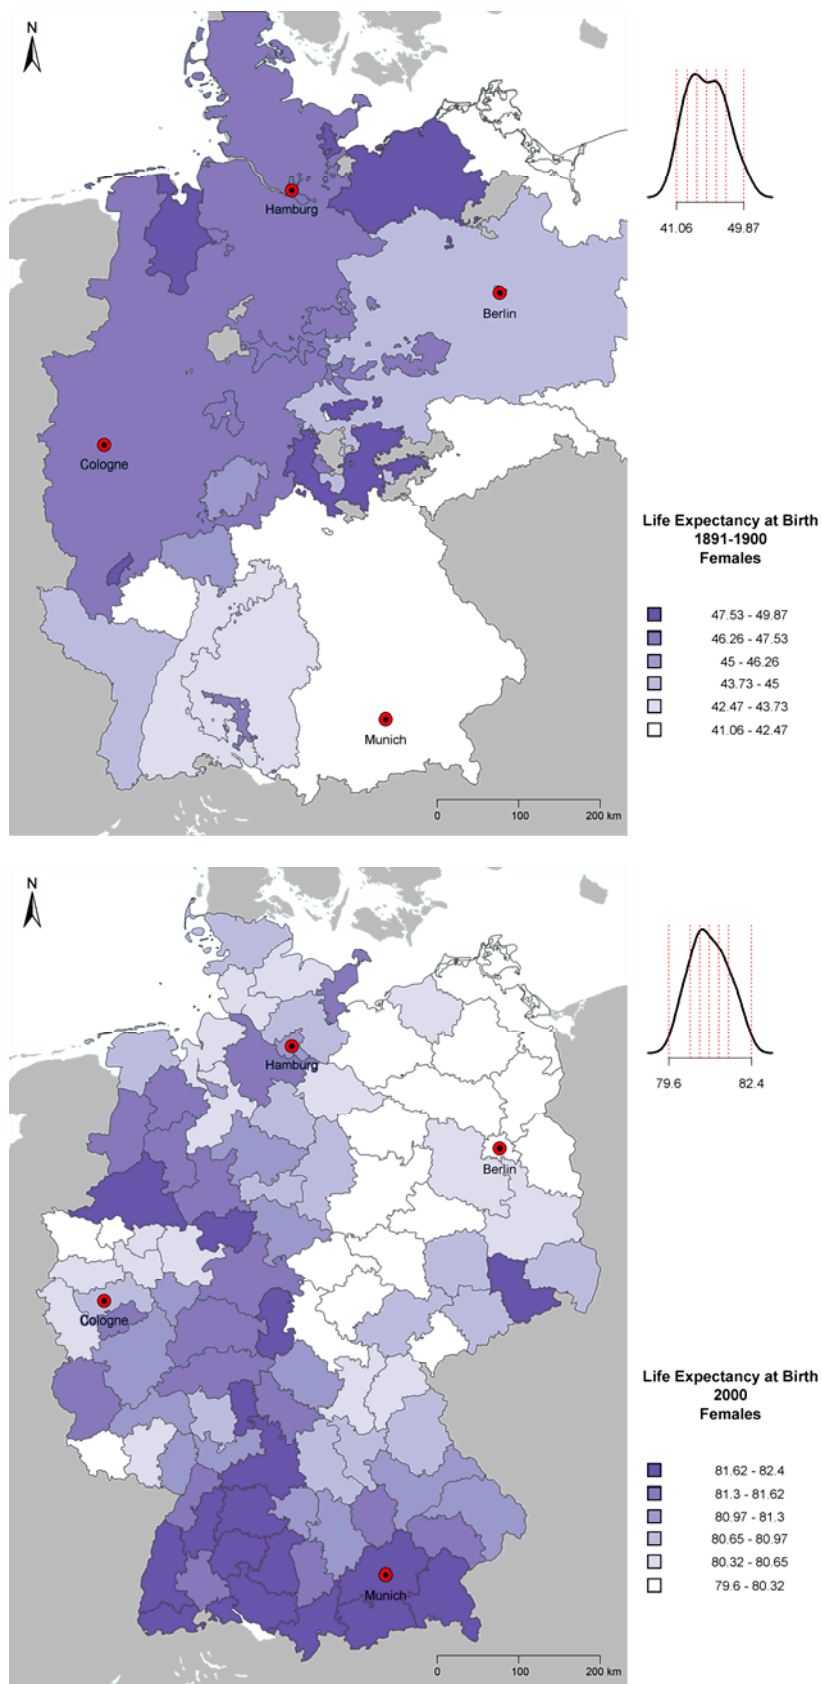 N
Hamburg
Berlin
Cologne
Munich
0 100 200 km
41.06 49.87
Life Expectancy at Birth
1891-1900
Females
47.53 - 49.87
46.26 - 47.53
45 - 46.26
43.73 - 45
42.47 - 43.73
41.06 - 42.47
N
Hamburg
Berlin
Cologne
Munich
0 100 200 km
79.6 82.4
Life Expectancy at Birth
2000
Females
81.62 - 82.4
81.3 - 81.62
80.97 - 81.3
80.65 - 80.97
80.32 - 80.65
79.6 - 80.32